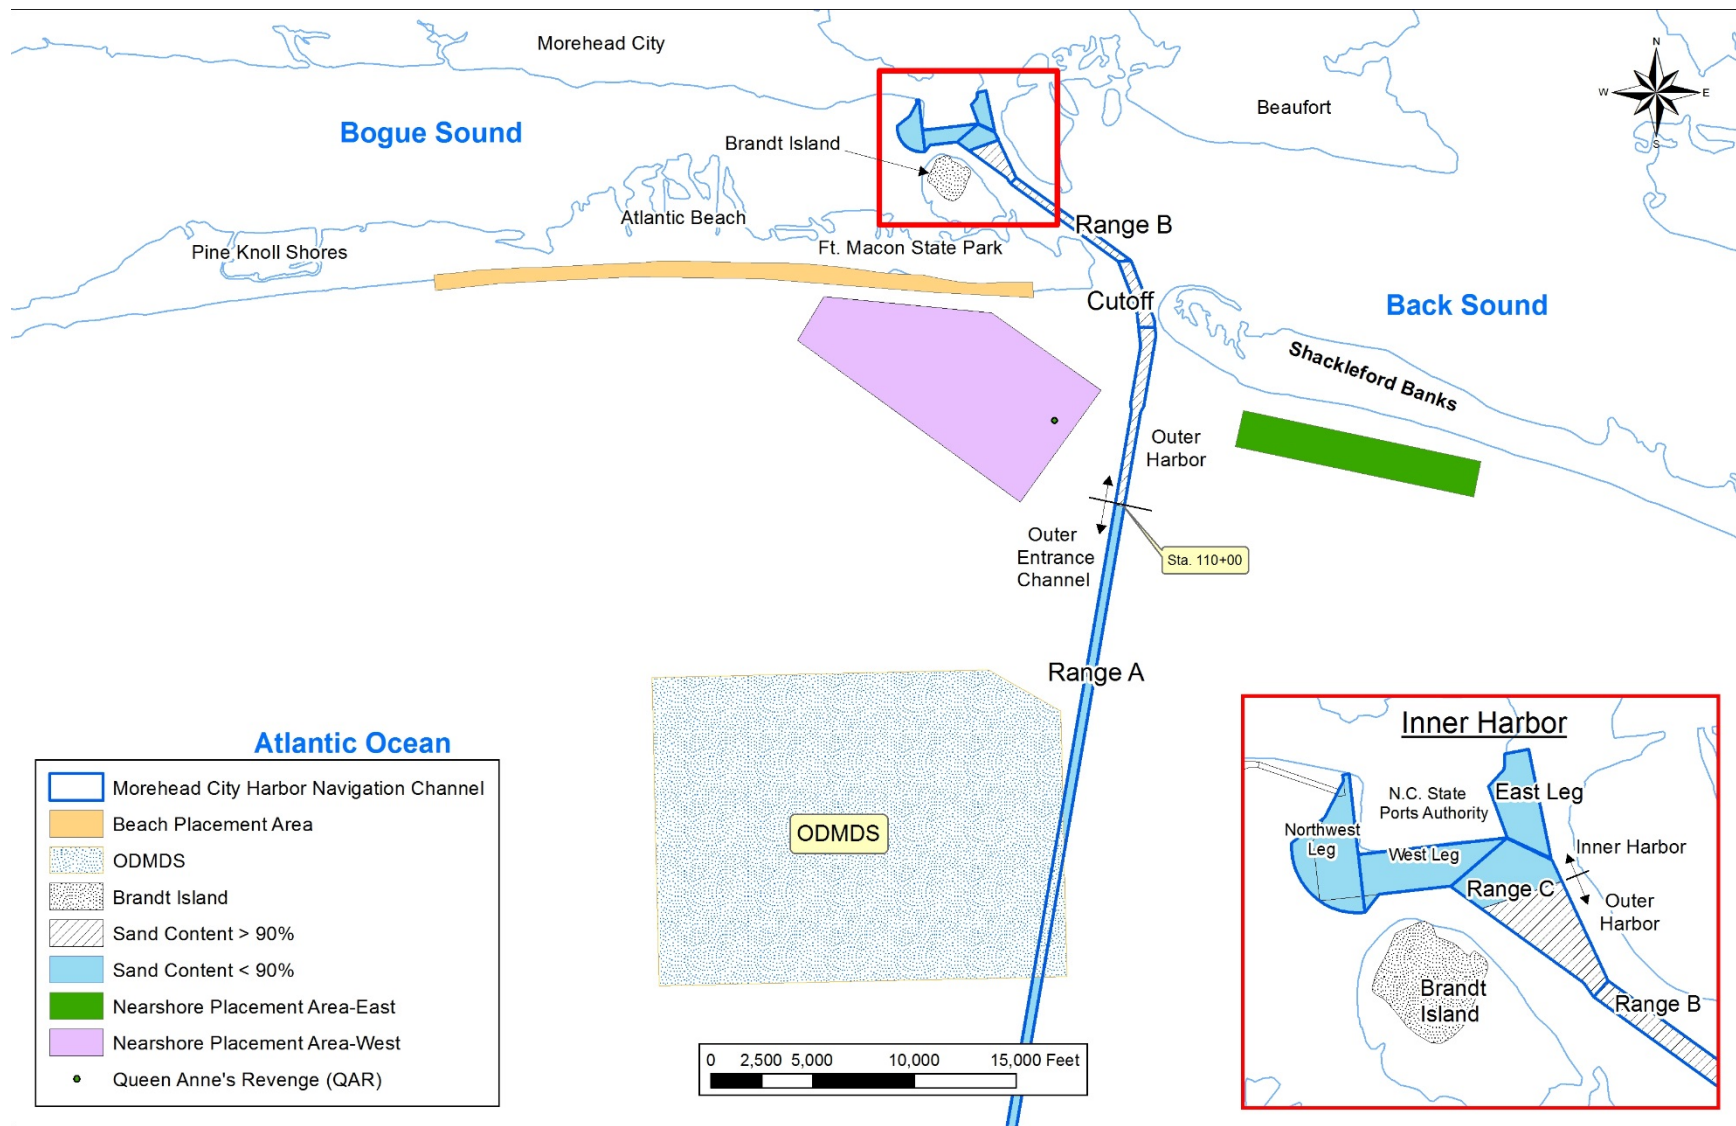 Morehead City
N
W
E
S
Beaufort
Bogue Sound
Brandt Island
Atlantic Beach
Range B
Ft. Macon State Park
Pine Knoll Shores
Cutoff
Back Sound
Shackleford Banks
Outer
Harbor
Outer
Entrance
Channel
Sta. 110+00
Range A
Atlantic Ocean
ODMDS
Morehead City Harbor Navigation Channel
Beach Placement Area
ODMDS
Brandt Island
Sand Content > 90%
Sand Content < 90%
Nearshore Placement Area-East
Nearshore Placement Area-West
Queen Anne's Revenge (QAR)
0 2,500 5,000 10,000 15,000 Feet
Inner Harbor
East Leg
N.C. State
Ports Authority
Northwest
Leg
West Leg
Inner Harbor
Range C
Outer
Harbor
Brandt
Island
Range B